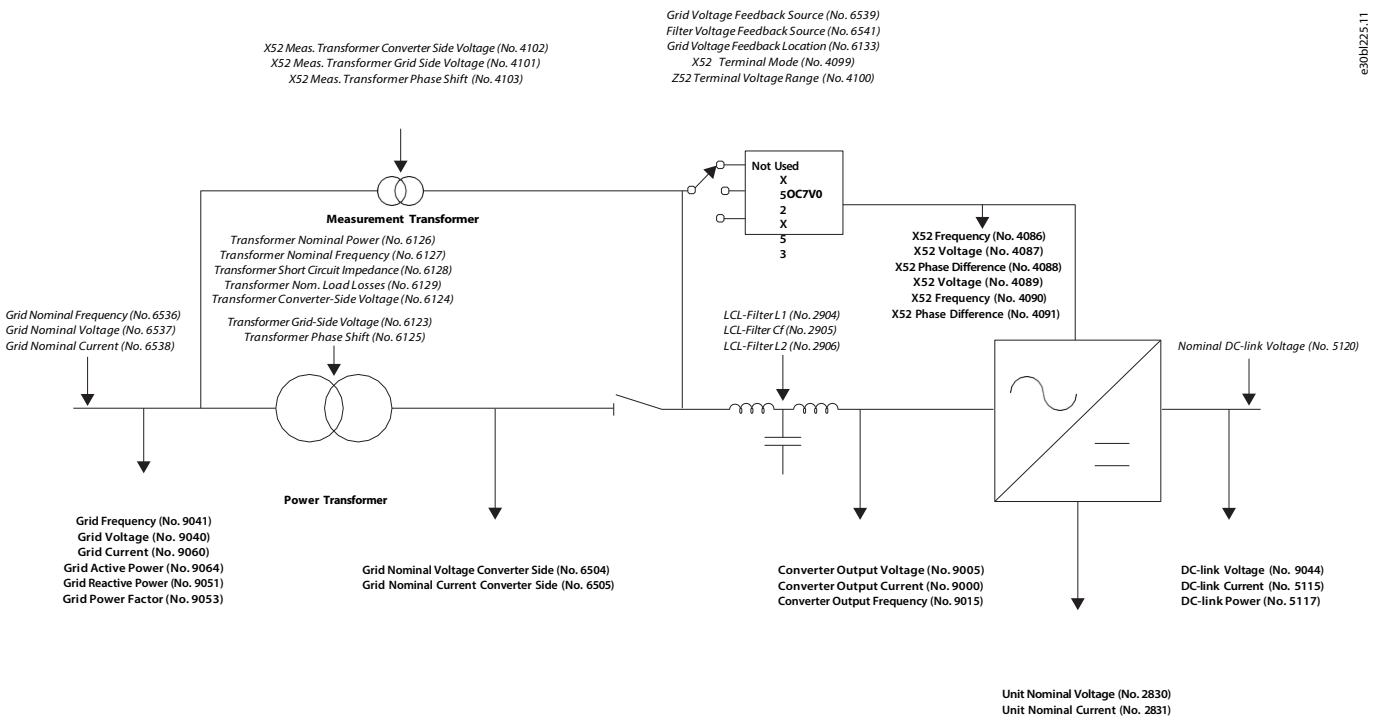 Grid Voltage Feedback Source (No. 6539)
Filter Voltage Feedback Source (No. 6541)
Grid Voltage Feedback Location (No. 6133)
X52 Terminal Mode (No. 4099)
Z52 Terminal Voltage Range (No. 4100)
e30bl225.11
X52 Meas. Transformer Converter Side Voltage (No. 4102)
X52 Meas. Transformer Grid Side Voltage (No. 4101)
X52 Meas. Transformer Phase Shift (No. 4103)
Not Used
X
5OC7V0
2
X
5
3
Measurement Transformer
Transformer Nominal Power (No. 6126)
Transformer Nominal Frequency (No. 6127)
Transformer Short Circuit Impedance (No. 6128)
Transformer Nom. Load Losses (No. 6129)
Transformer Converter-Side Voltage (No. 6124)
Transformer Grid-Side Voltage (No. 6123)
Transformer Phase Shift (No. 6125)
X52 Frequency (No. 4086)
X52 Voltage (No. 4087)
X52 Phase Difference (No. 4088)
X52 Voltage (No. 4089)
X52 Frequency (No. 4090)
X52 Phase Difference (No. 4091)
Grid Nominal Frequency (No. 6536)
Grid Nominal Voltage (No. 6537)
Grid Nominal Current (No. 6538)
LCL-Filter L1 (No. 2904)
LCL-Filter Cf (No. 2905)
LCL-Filter L2 (No. 2906)
Nominal DC-link Voltage (No. 5120)
Power Transformer
Grid Frequency (No. 9041)
Grid Voltage (No. 9040)
Grid Current (No. 9060)
Grid Active Power (No. 9064)
Grid Reactive Power (No. 9051)
Grid Power Factor (No. 9053)
Grid Nominal Voltage Converter Side (No. 6504)
Grid Nominal Current Converter Side (No. 6505)
Converter Output Voltage (No. 9005)
Converter Output Current (No. 9000)
Converter Output Frequency (No. 9015)
DC-link Voltage (No. 9044)
DC-link Current (No. 5115)
DC-link Power (No. 5117)
Unit Nominal Voltage (No. 2830)
Unit Nominal Current (No. 2831)